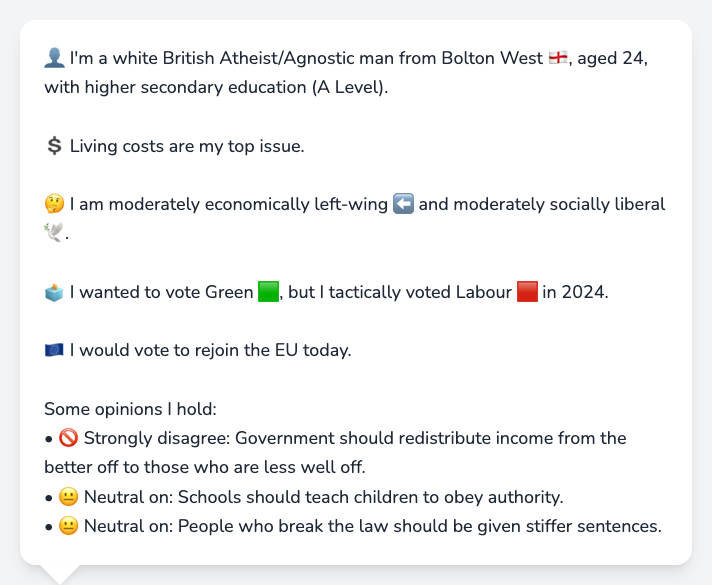 👤 I'm a white British Atheist/Agnostic man from Bolton West 🏴󠁧󠁢󠁥󠁮󠁧󠁿, aged 24,
with higher secondary education (A Level).
💲 Living costs are my top issue.
🤔 I am moderately economically left-wing ⬅️ and moderately socially liberal
🕊️.
🗳️ I wanted to vote Green 🟩, but I tactically voted Labour 🟥 in 2024.
🇪🇺 I would vote to rejoin the EU today.
Some opinions I hold:
• 🚫 Strongly disagree: Government should redistribute income from the
better off to those who are less well off.
• 😐 Neutral on: Schools should teach children to obey authority.
• 😐 Neutral on: People who break the law should be given stiffer sentences.